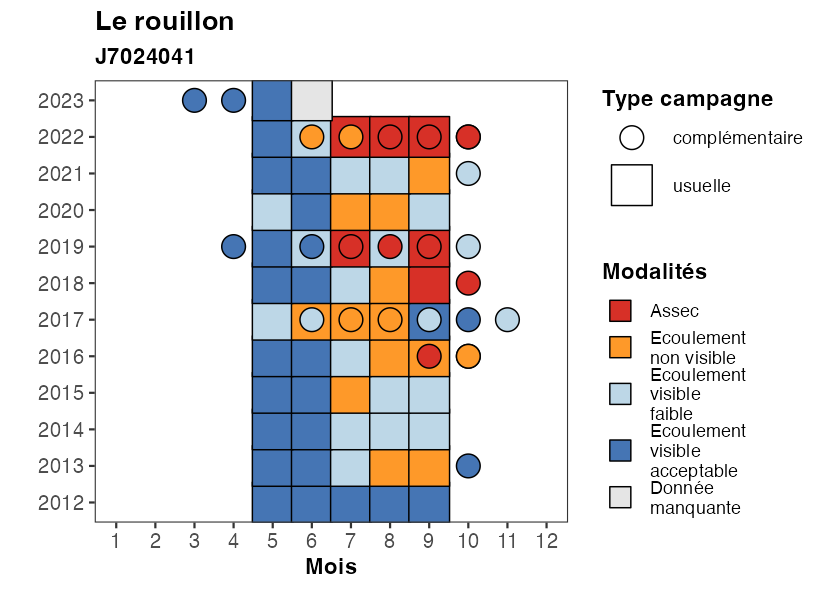 Le rouillon
J7024041
2023
2022
2021
2020
2019
2018
2017
2016
2015
2014
2013
2012
1 2 3 4 5 6 7 8 9 10 11 12
Mois
Type campagne
complémentaire
usuelle
Modalités
Assec
Ecoulement
non visible
Ecoulement
visible
faible
Ecoulement
visible
acceptable
Donnée
manquante